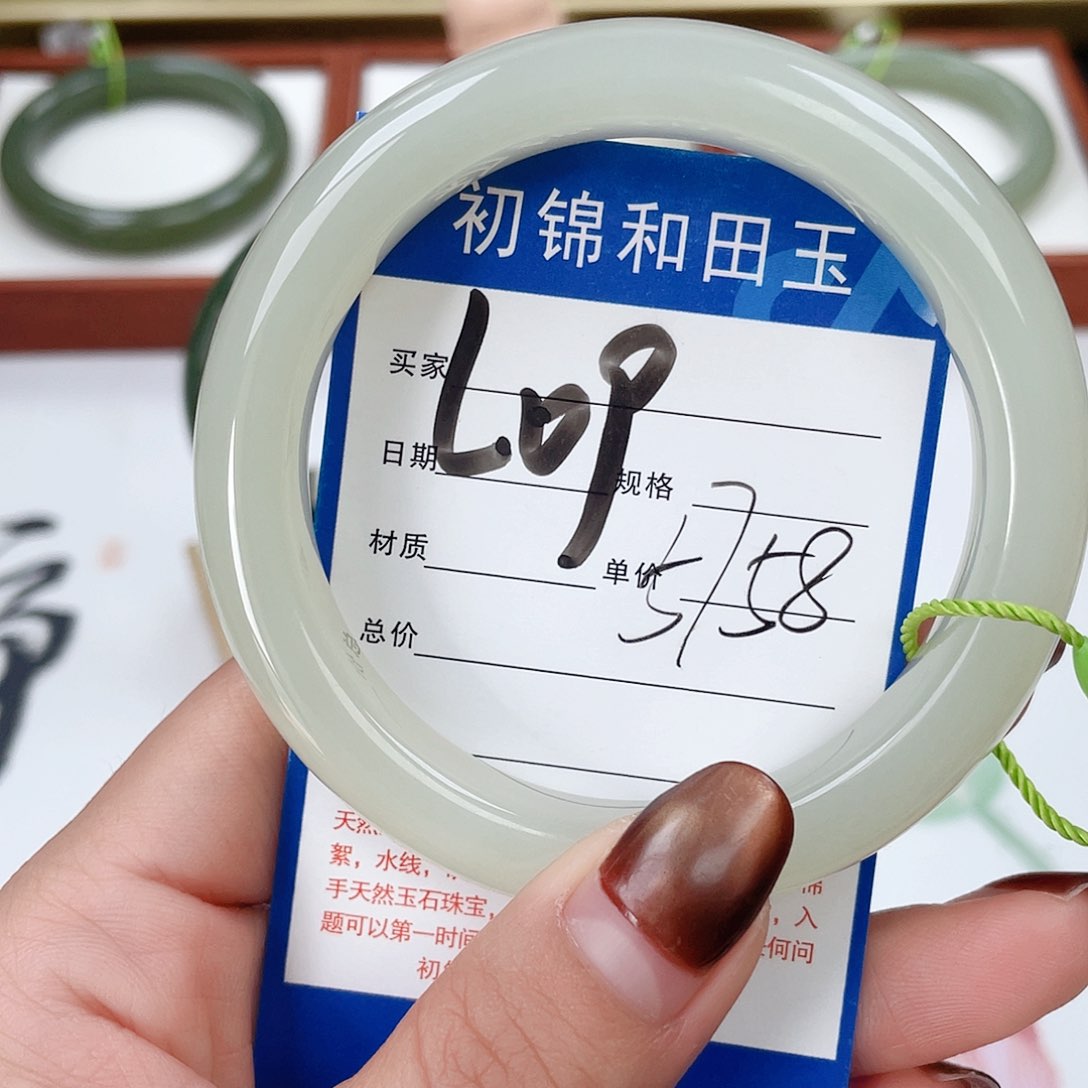 初锦和田玉
买家
L.09
日期
规格
材质
单价
57/58
总价
天然
絮，水线，
手天然玉石珠宝， ，入
题可以第一时间 何问
初